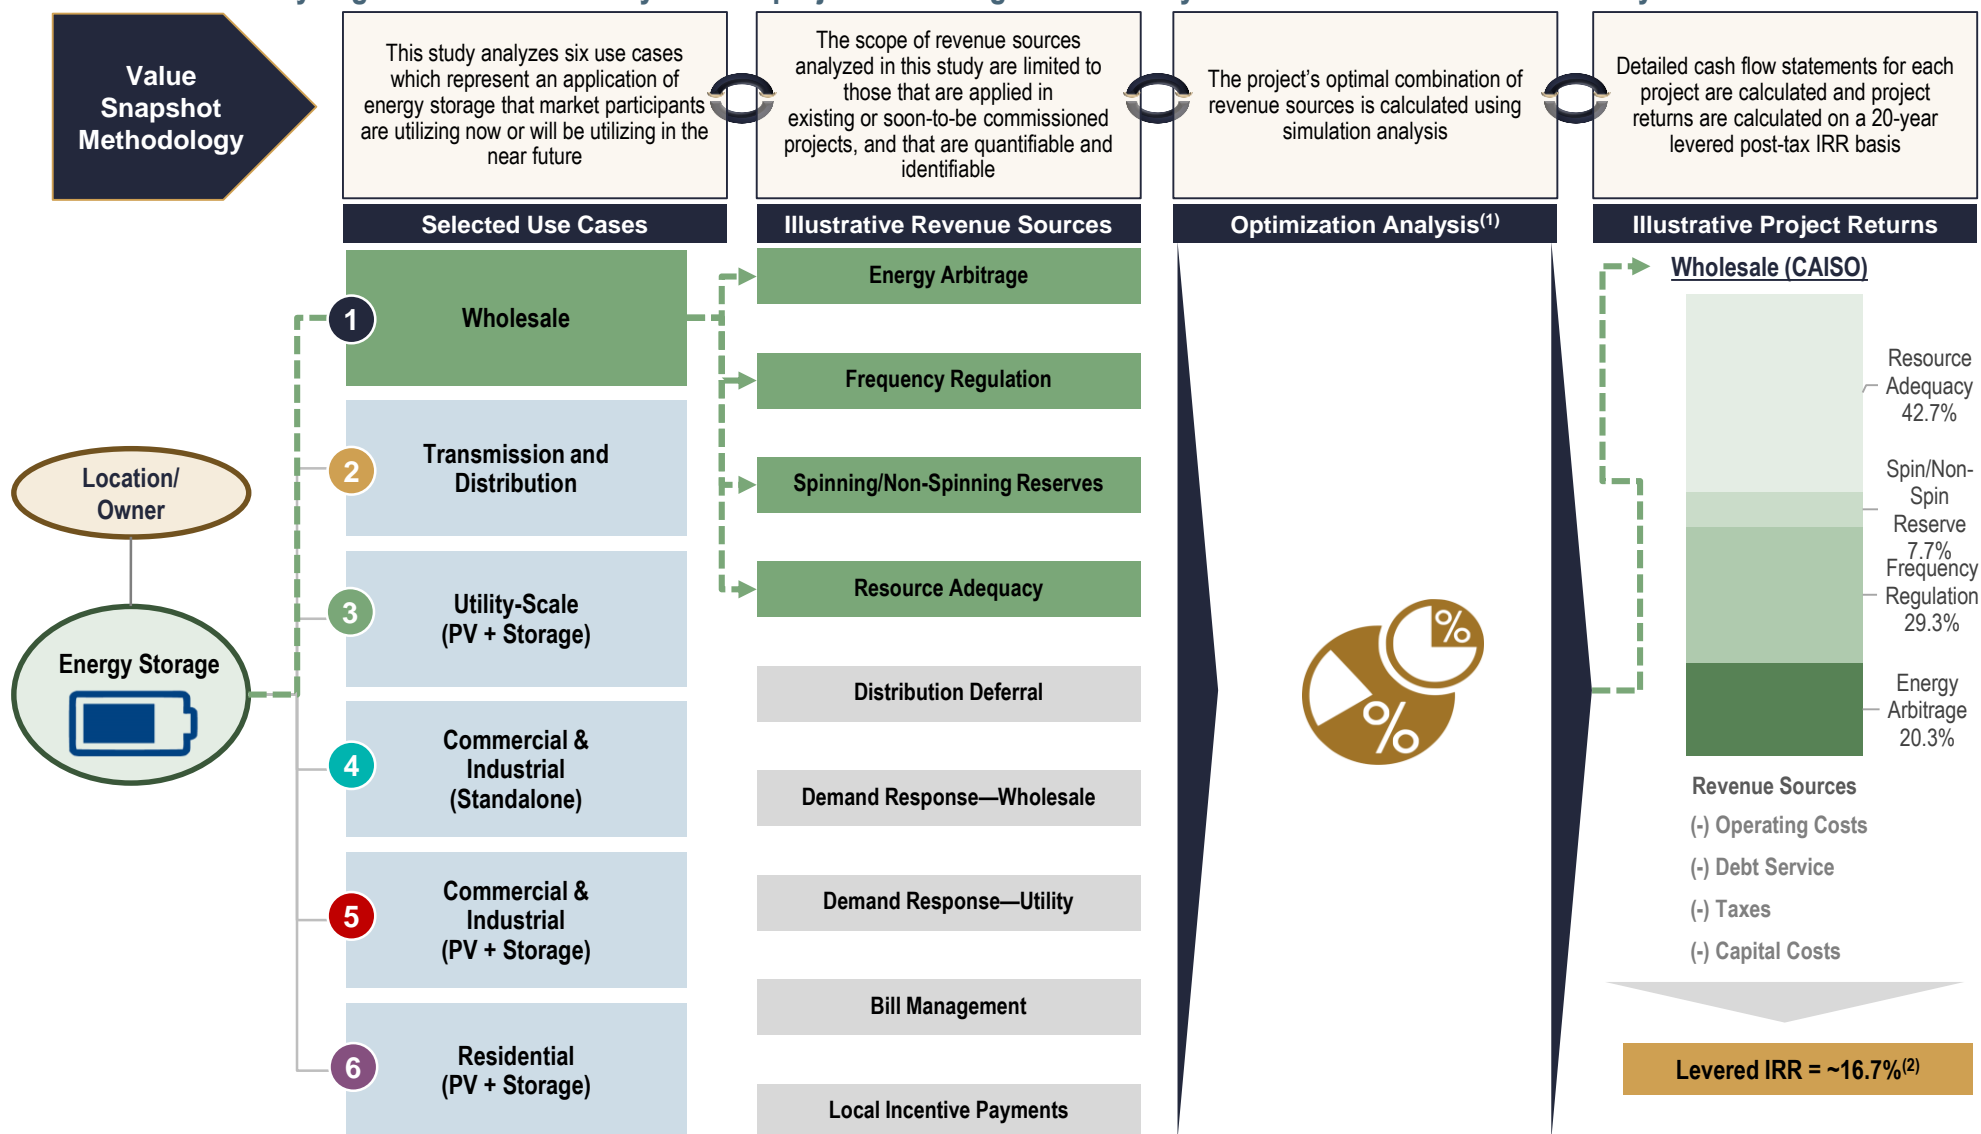 Value
Snapshot
Methodology
This study analyzes six use cases
which represent an application of
energy storage that market participants
are utilizing now or will be utilizing in the
near future
The scope of revenue sources
analyzed in this study are limited to
those that are applied in
existing or soon-to-be commissioned
projects, and that are quantifiable and
identifiable
The project's optimal combination of
revenue sources is calculated using
simulation analysis
Detailed cash flow statements for each
project are calculated and project
returns are calculated on a 20-year
levered post-tax IRR basis
Selected Use Cases
Illustrative Revenue Sources
Optimization Analysis(1)
Illustrative Project Returns
Location/
Owner
Energy Storage
1
Wholesale
2
Transmission and
Distribution
3
Utility-Scale
(PV + Storage)
4
Commercial &
Industrial
(Standalone)
5
Commercial &
Industrial
(PV + Storage)
6
Residential
(PV + Storage)
Energy Arbitrage
Frequency Regulation
Spinning/Non-Spinning Reserves
Resource Adequacy
Distribution Deferral
Demand Response—Wholesale
Demand Response—Utility
Bill Management
Local Incentive Payments
%
%
Wholesale (CAISO)
Resource
Adequacy
42.7%
Spin/Non-
Spin
Reserve
7.7%
Frequency
Regulation
29.3%
Energy
Arbitrage
20.3%
Revenue Sources
(-) Operating Costs
(-) Debt Service
(-) Taxes
(-) Capital Costs
Levered IRR = ~16.7%(2)